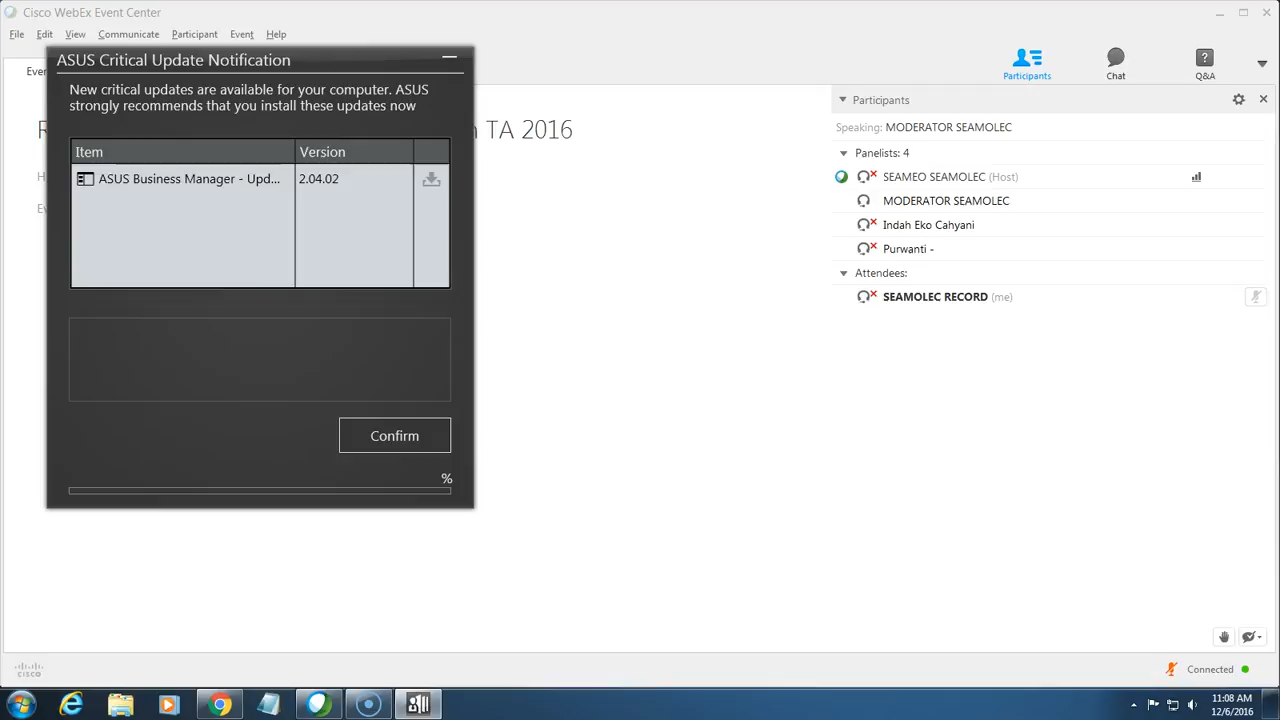 Cisco WebEx Event Center
File Edit View Communicate Participant Event Help
ASUS Critical Update Notification
New critical updates are available for your computer. ASUS
strongly recommends that you install these updates now
Item Version
ASUS Business Manager - Upd... 2.04.02
Confirm
%
TA 2016
Participants Chat Q&A
Participants
Speaking: MODERATOR SEAMOLEC
Panelists: 4
SEAMEO SEAMOLEC (Host)
MODERATOR SEAMOLEC
Indah Eko Cahyani
Purwanti -
Attendees:
SEAMOLEC RECORD (me)
CISCO
Connected
11:08 AM
12/6/2016